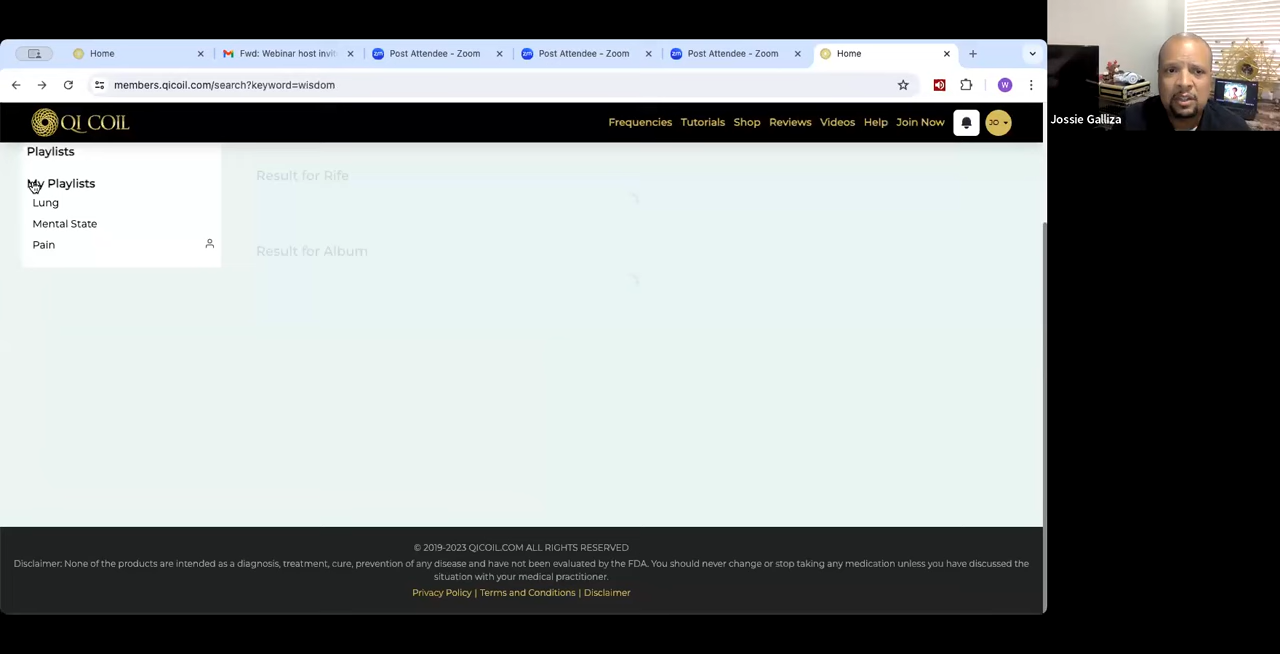 Home
Fwd: Webinar host invit
Post Attendee - Zoom
Post Attendee - Zoom
Post Attendee - Zoom
Home
members.qicoil.com/search?keyword=wisdom
W
QI COIL
Frequencies
Tutorials
Shop
Reviews
Videos
Help
Join Now
JO
Jossie Galliza
Playlists
My Playlists
Lung
Mental State
Pain
Result for Rife
Result for Album
© 2019-2023 QICOIL.COM ALL RIGHTS RESERVED
Disclaimer: None of the products are intended as a diagnosis, treatment, cure, prevention of any disease and have not been evaluated by the FDA. You should never change or stop taking any medication unless you have discussed the
situation with your medical practitioner.
Privacy Policy | Terms and Conditions | Disclaimer